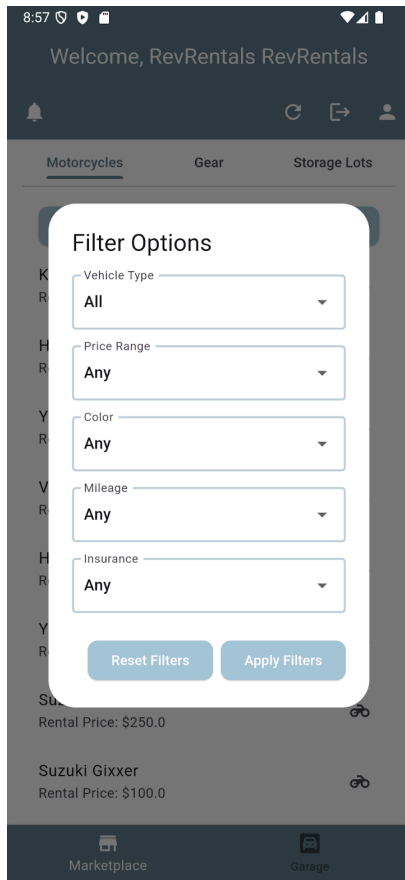 8:57
Welcome, RevRentals RevRentals
Motorcycles Gear Storage Lots
Filter Options
Vehicle Type
All
Price Range
Any
Color
Any
Mileage
Any
Insurance
Any
Reset Filters Apply Filters
Rental Price: $250.0
Suzuki Gixxer
Rental Price: $100.0
Marketplace Garage